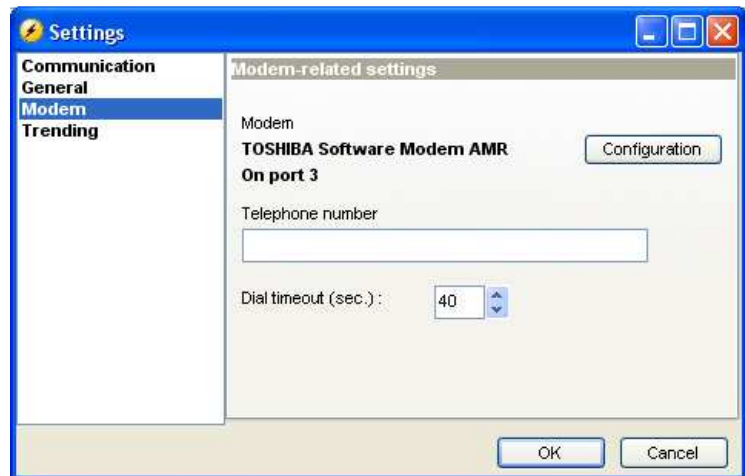 Settings
Communication
General
Modem
Trending
Modem-related settings
Modem
TOSHIBA Software Modem AMR
Configuration
On port 3
Telephone number
Dial timeout (sec.) :
40
OK
Cancel